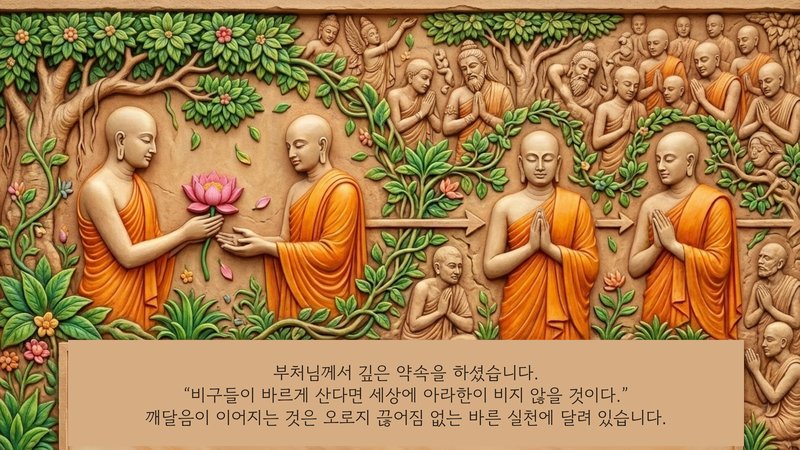 부처님께서 깊은 약속을 하셨습니다.
“비구들이 바르게 산다면 세상에 아라한이 비지 않을 것이다.”
깨달음이 이어지는 것은 오로지 끊어짐 없는 바른 실천에 달려 있습니다.